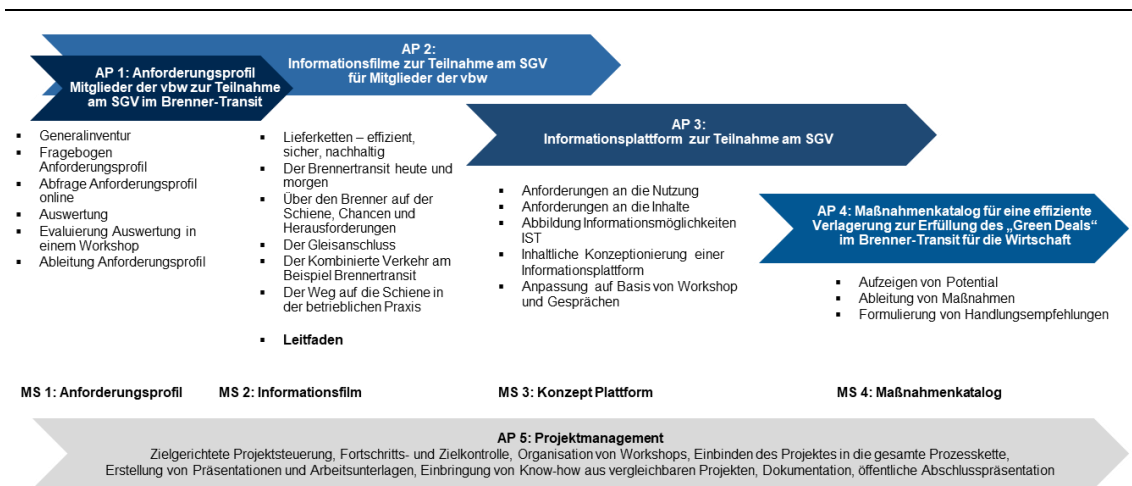 AP 2:
Informationsfilme zur Teilnahme am SGV
für Mitglieder der vbw
AP 1: Anforderungsprofil
Mitglieder der vbw zur Teilnahme
am SGV im Brenner-Transit
▪ Generalinventur
▪ Fragebogen
Anforderungsprofil
▪ Abfrage Anforderungsprofil
online
▪ Auswertung
▪ Evaluierung Auswertung in
einem Workshop
▪ Ableitung Anforderungsprofil
▪ Lieferketten – effizient,
sicher, nachhaltig
▪ Der Brennertransit heute und
morgen
▪ Über den Brenner auf der
Schiene, Chancen und
Herausforderungen
▪ Der Gleisanschluss
▪ Der Kombinierte Verkehr am
Beispiel Brennertransit
▪ Der Weg auf die Schiene in
der betrieblichen Praxis
▪ Leitfaden
AP 3:
Informationsplattform zur Teilnahme am SGV
▪ Anforderungen an die Nutzung
▪ Anforderungen an die Inhalte
▪ Abbildung Informationsmöglichkeiten
IST
▪ Inhaltliche Konzeptionierung einer
Informationsplattform
▪ Anpassung auf Basis von Workshop
und Gesprächen
AP 4: Maßnahmenkatalog für eine effiziente
Verlagerung zur Erfüllung des „Green Deals“
im Brenner-Transit für die Wirtschaft
▪ Aufzeigen von Potential
▪ Ableitung von Maßnahmen
▪ Formulierung von Handlungsempfehlungen
MS 1: Anforderungsprofil
MS 2: Informationsfilm
MS 3: Konzept Plattform
MS 4: Maßnahmenkatalog
AP 5: Projektmanagement
Zielgerichtete Projektsteuerung, Fortschritts- und Zielkontrolle, Organisation von Workshops, Einbinden des Projektes in die gesamte Prozesskette,
Erstellung von Präsentationen und Arbeitsunterlagen, Einbringung von Know-how aus vergleichbaren Projekten, Dokumentation, öffentliche Abschlusspräsentation